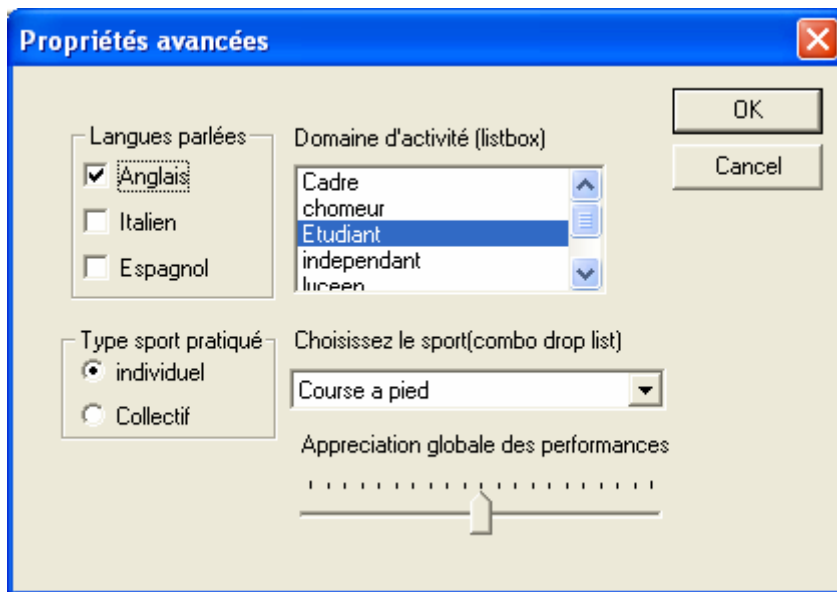 Propriétés avancées
OK
Cancel
Langues parlées
Anglais
Italien
Espagnol
Domaine d'activité (listbox)
Cadre
chomeur
Etudiant
independant
luceen
Type sport pratiqué
individuel
Collectif
Choisissez le sport(combo drop list)
Course a pied
Appreciation globale des performances